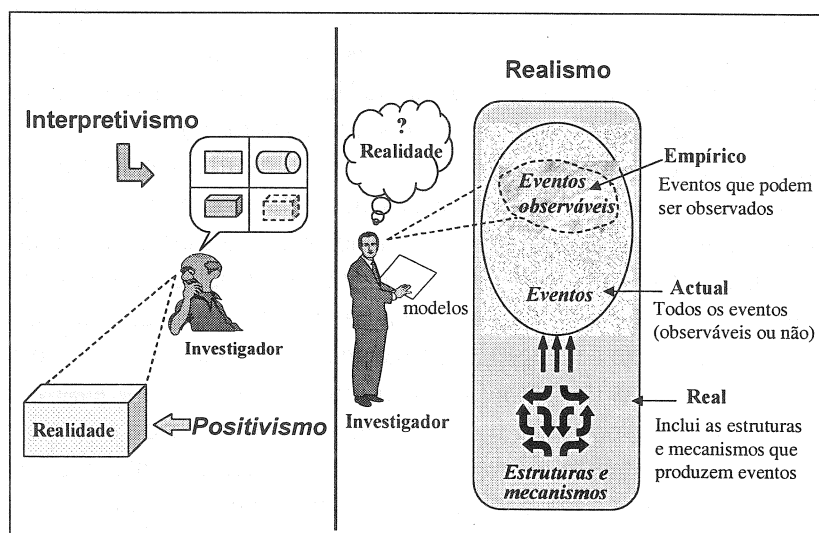 Interpretivismo
Investigador
Realidade
Positivismo
Realismo
?
Realidade
modelos
Investigador
Eventos
observáveis
Eventos
Estruturas e
mecanismos
Empírico
Eventos que podem
ser observados
Actual
Todos os eventos
(observáveis ou não)
Real
Inclui as estruturas
e mecanismos que
produzem eventos